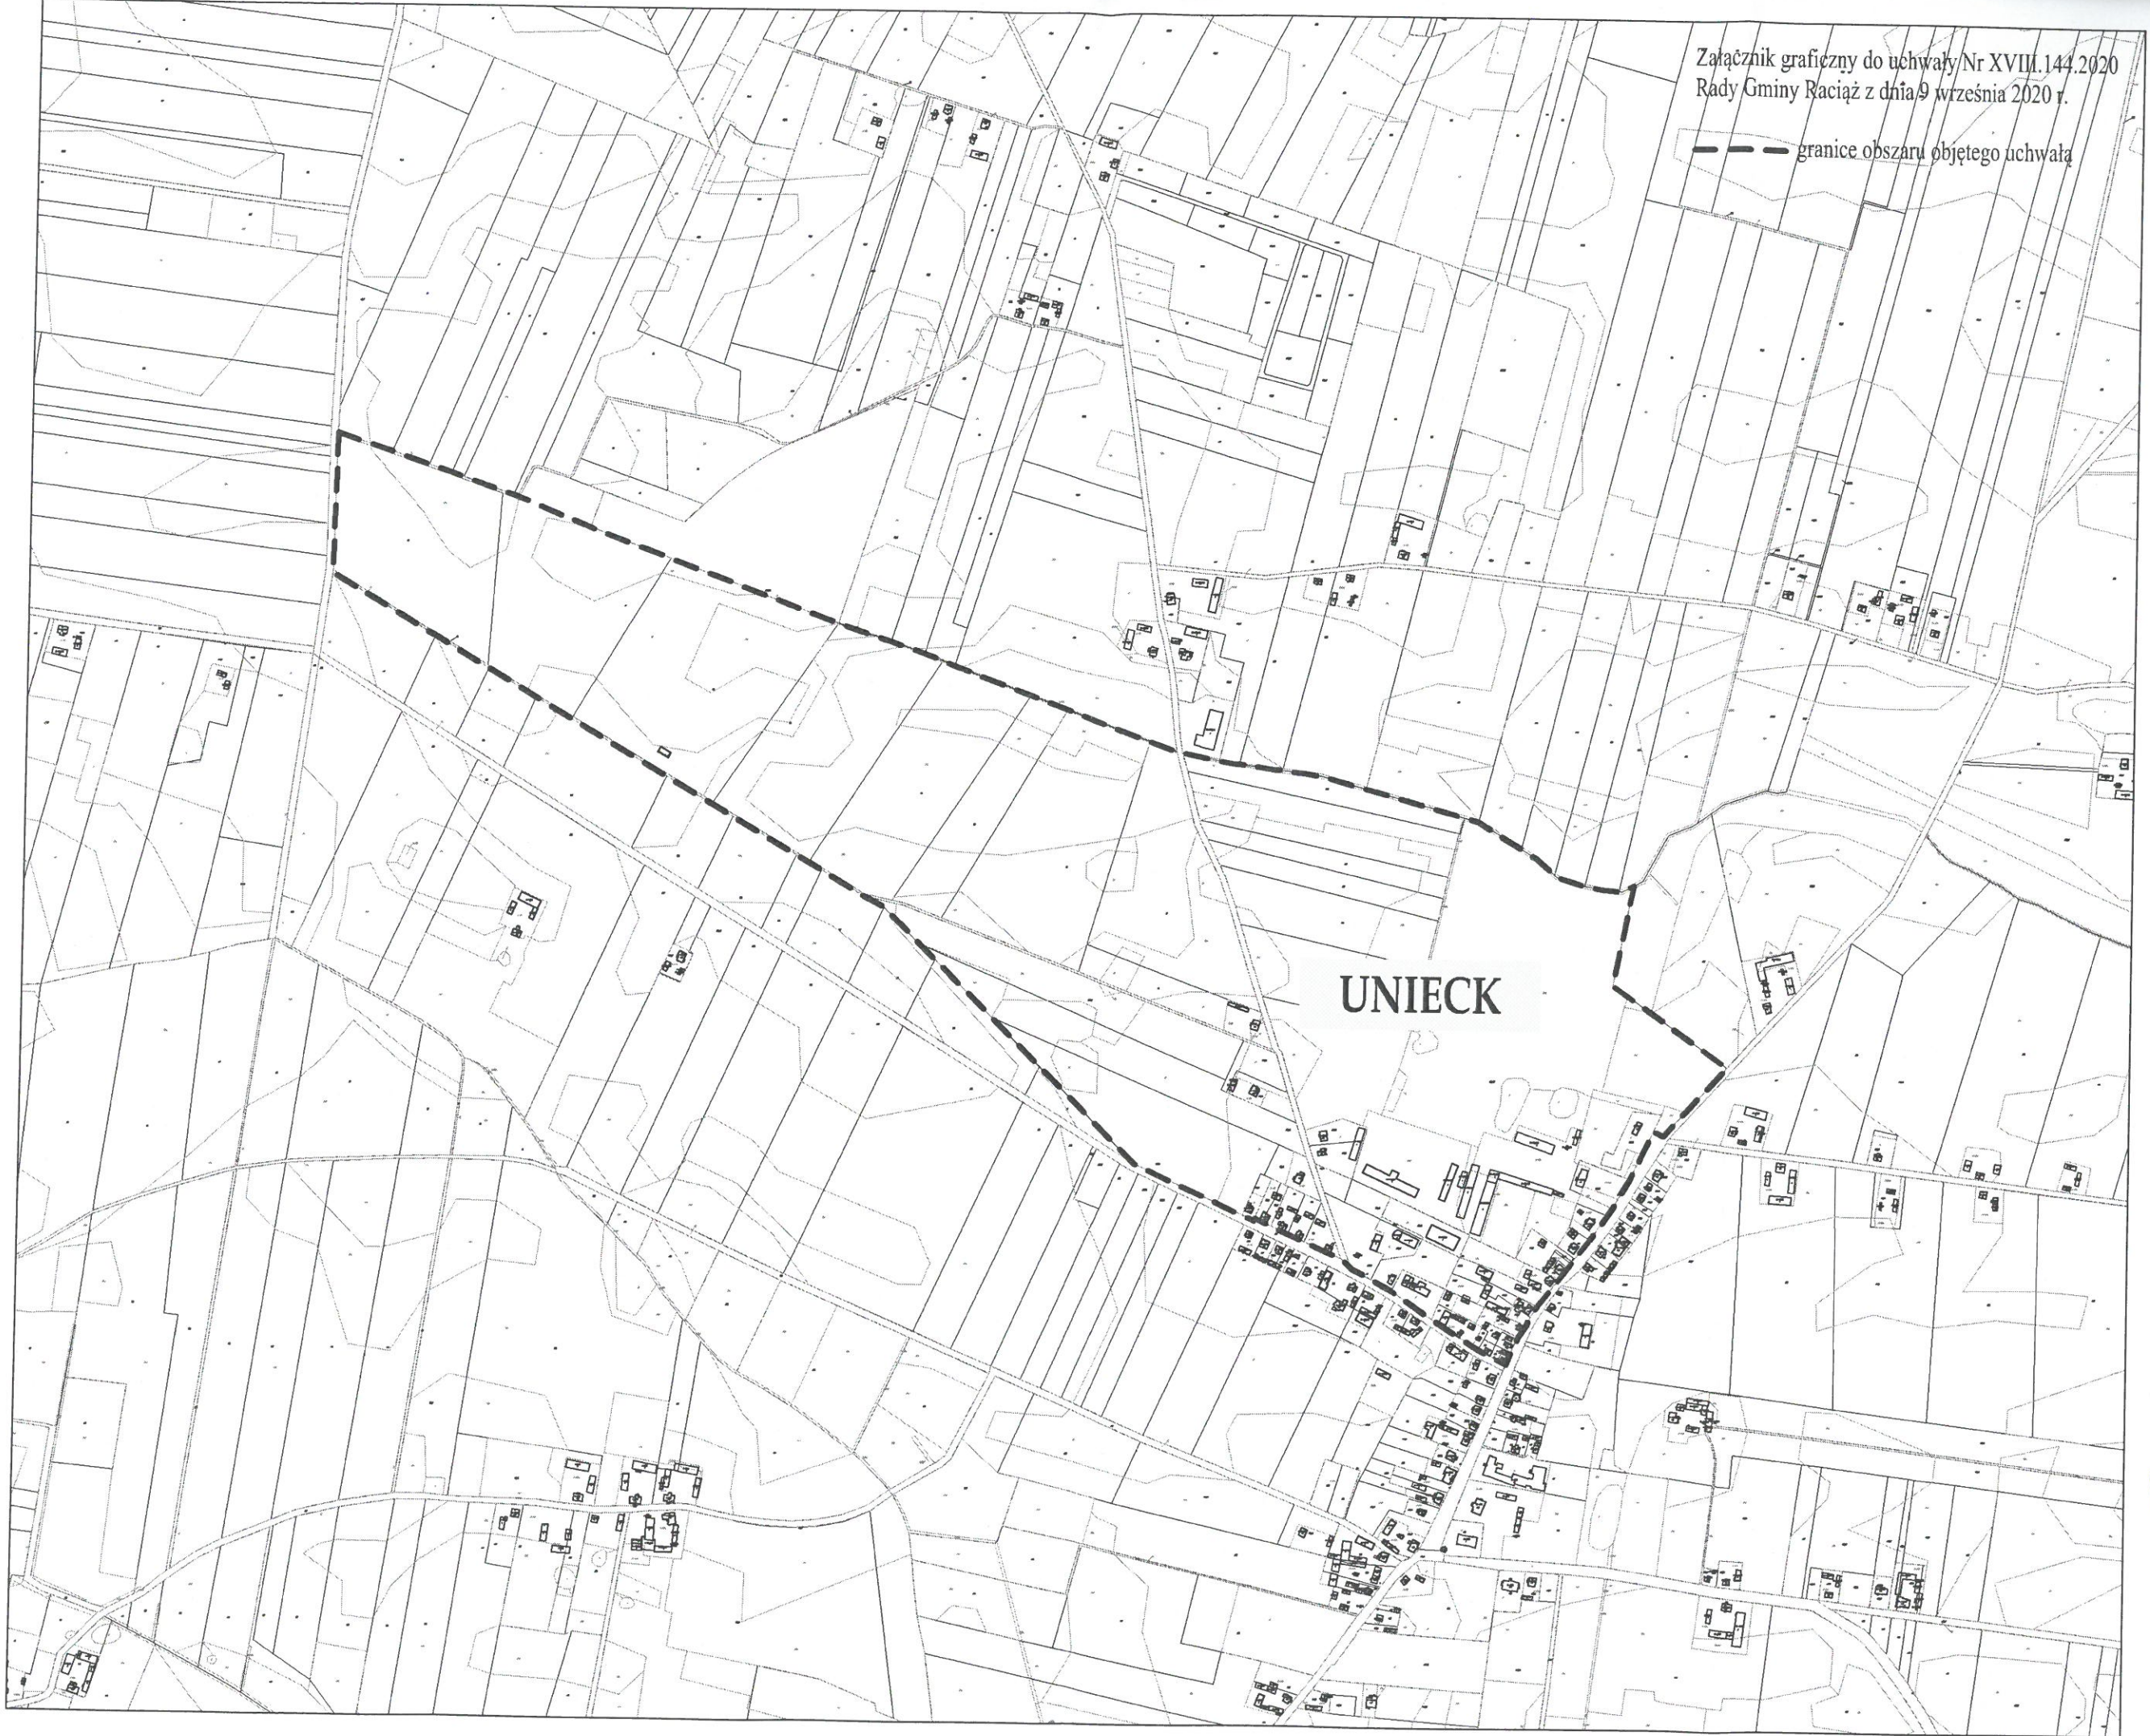 Załącznik graficzny do uchwały Nr XVIII.144.2020
Rady Gminy Raciąż z dnia 9 września 2020 r.
granice obszaru objętego uchwałą
UNIECK